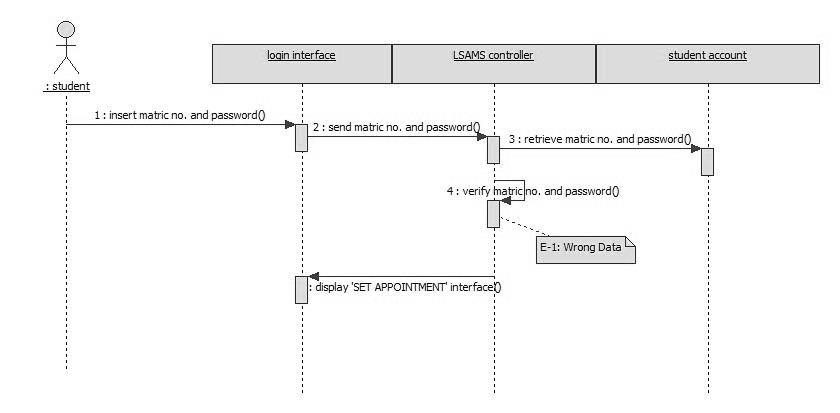 : student
login interface
LSAMS controller
student account
1 : insert matric no. and password()
2 : send matric no. and password()
3 : retrieve matric no. and password()
4 : verify matric no. and password()
E-1: Wrong Data
: display 'SET APPOINTMENT' interface()